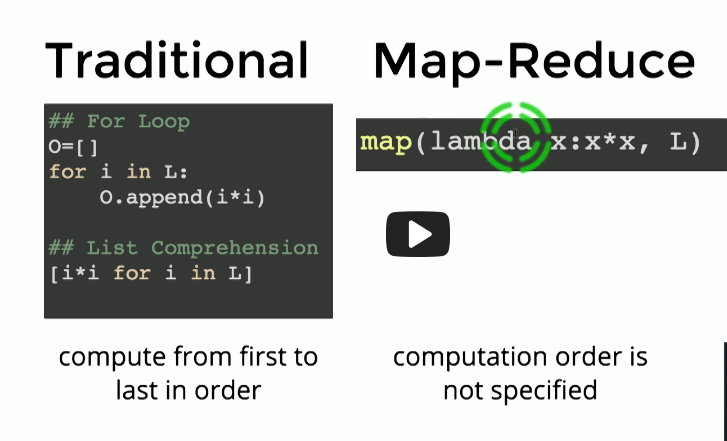 Traditional
## For Loop
O=[]
for i in L:
    O.append(i*i)
## List Comprehension
[i*i for i in L]
compute from first to
last in order
Map-Reduce
map(lambda x:x*x, L)
computation order is
not specified